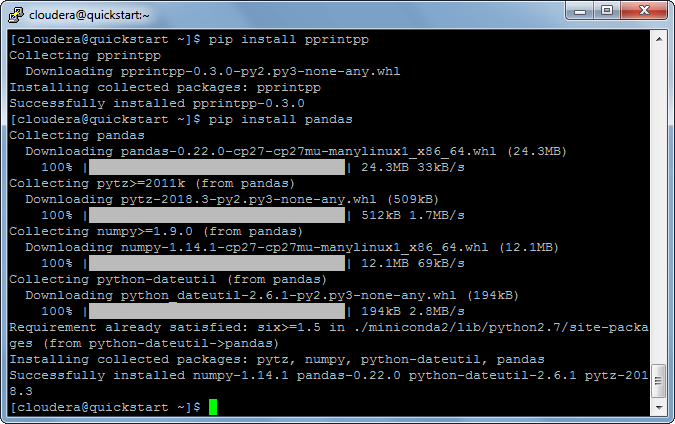 cloudera@quickstart:~
[cloudera@quickstart ~]$ pip install pprintpp
Collecting pprintpp
  Downloading pprintpp-0.3.0-py2.py3-none-any.whl
Installing collected packages: pprintpp
Successfully installed pprintpp-0.3.0
[cloudera@quickstart ~]$ pip install pandas
Collecting pandas
  Downloading pandas-0.22.0-cp27-cp27mu-manylinux1_x86_64.whl (24.3MB)
    100% |                                | 24.3MB 33kB/s
Collecting pytz>=2011k (from pandas)
  Downloading pytz-2018.3-py2.py3-none-any.whl (509kB)
    100% |                                | 512kB 1.7MB/s
Collecting numpy>=1.9.0 (from pandas)
  Downloading numpy-1.14.1-cp27-cp27mu-manylinux1_x86_64.whl (12.1MB)
    100% |                                | 12.1MB 69kB/s
Collecting python-dateutil (from pandas)
  Downloading python_dateutil-2.6.1-py2.py3-none-any.whl (194kB)
    100% |                                | 194kB 2.8MB/s
Requirement already satisfied: six>=1.5 in ./miniconda2/lib/python2.7/site-packa
ges (from python-dateutil->pandas)
Installing collected packages: pytz, numpy, python-dateutil, pandas
Successfully installed numpy-1.14.1 pandas-0.22.0 python-dateutil-2.6.1 pytz-201
8.3
[cloudera@quickstart ~]$